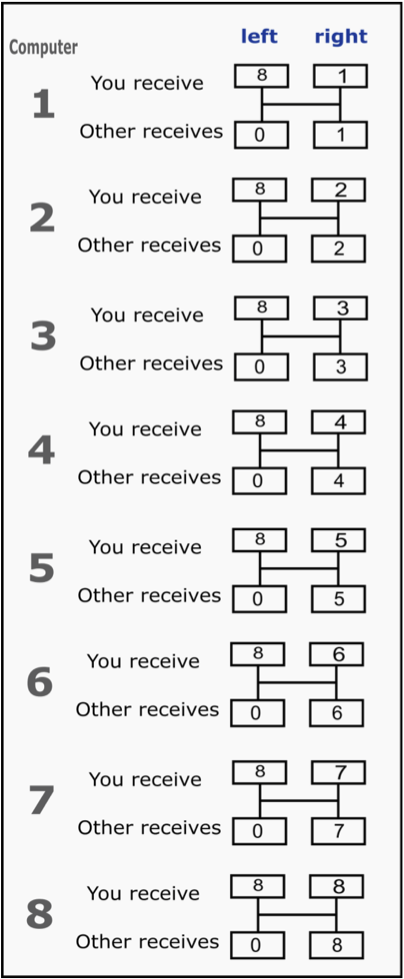 left right
Computer
1
You receive 8 1
Other receives 0 1
2
You receive 8 2
Other receives 0 2
3
You receive 8 3
Other receives 0 3
4
You receive 8 4
Other receives 0 4
5
You receive 8 5
Other receives 0 5
6
You receive 8 6
Other receives 0 6
7
You receive 8 7
Other receives 0 7
8
You receive 8 8
Other receives 0 8